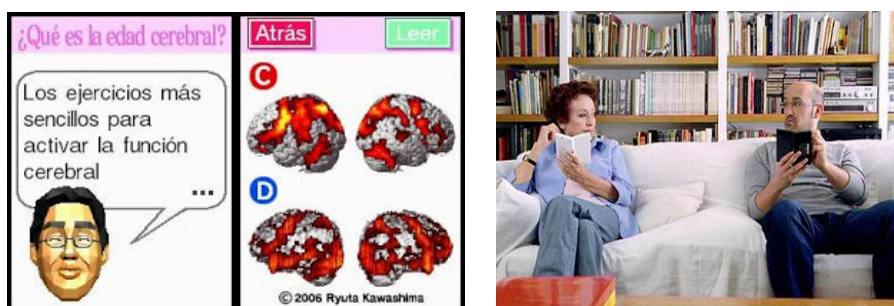 ¿Qué es la edad cerebral?
Los ejercicios más
sencillos para
activar la función
cerebral
...
Atrás
Leer
C
D
© 2006 Ryuta Kawashima